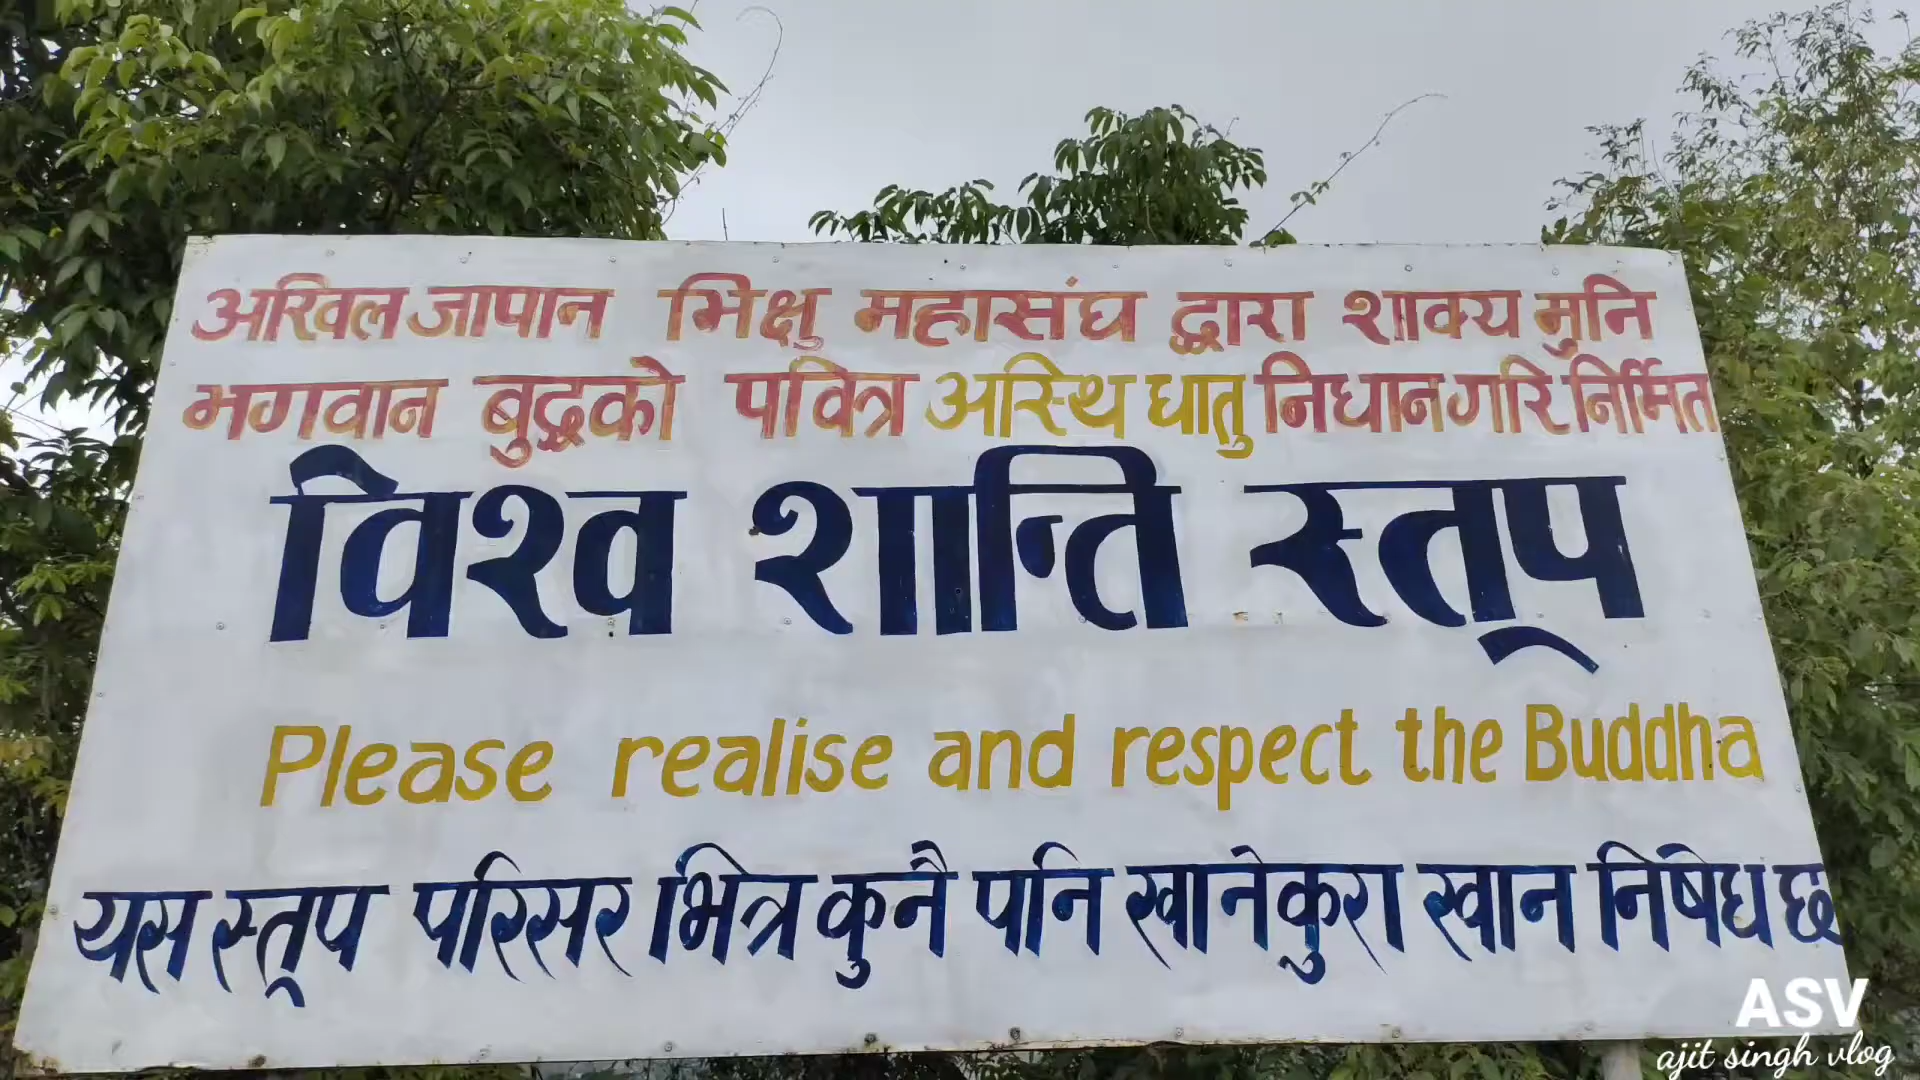 अखिल जापान भिक्षु महासंघ द्वारा शाक्य मुनि
भगवान बुद्धको पवित्र अस्थि धातु निधान गरि निर्मित
विश्व शान्ति स्तूप
Please realise and respect the Buddha
यस स्तूप परिसर भित्र कुनै पनि खानेकुरा खान निषेध छ
ASV
ajit singh vlog